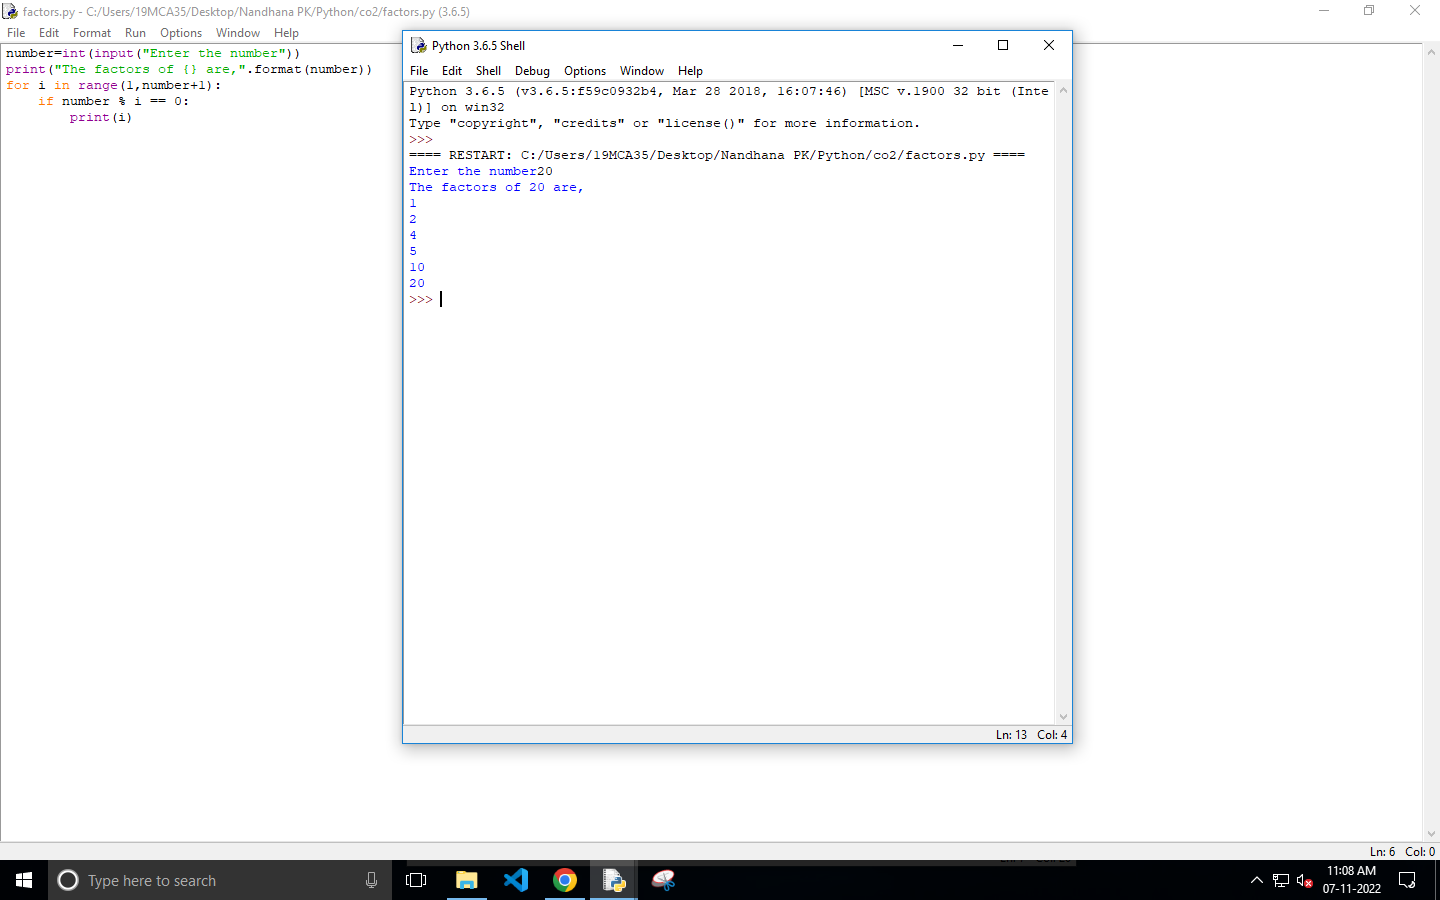 factors.py - C:/Users/19MCA35/Desktop/Nandhana PK/Python/co2/factors.py (3.6.5)
File Edit Format Run Options Window Help
number=int(input("Enter the number"))
print("The factors of {} are,".format(number))
for i in range(1,number+1):
    if number % i == 0:
        print(i)
Python 3.6.5 Shell
File Edit Shell Debug Options Window Help
Python 3.6.5 (v3.6.5:f59c0932b4, Mar 28 2018, 16:07:46) [MSC v.1900 32 bit (Inte
l)] on win32
Type "copyright", "credits" or "license()" for more information.
>>>
==== RESTART: C:/Users/19MCA35/Desktop/Nandhana PK/Python/co2/factors.py ====
Enter the number20
The factors of 20 are,
1
2
4
5
10
20
>>>
Ln: 13 Col: 4
Ln: 6 Col: 0
Type here to search
11:08 AM
07-11-2022